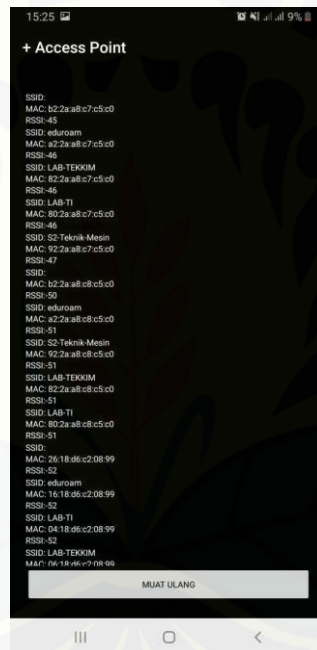 15:25 9%
+ Access Point
SSID:
MAC: b2:2a:a8:c7:c5:c0
RSSI:-45
SSID: eduroam
MAC: a2:2a:a8:c7:c5:c0
RSSI:-46
SSID: LAB-TEKKIM
MAC: 82:2a:a8:c7:c5:c0
RSSI:-46
SSID: LAB-TI
MAC: 80:2a:a8:c7:c5:c0
RSSI:-46
SSID: S2-Teknik-Mesin
MAC: 92:2a:a8:c7:c5:c0
RSSI:-47
SSID:
MAC: b2:2a:a8:c8:c5:c0
RSSI:-50
SSID: eduroam
MAC: a2:2a:a8:c8:c5:c0
RSSI:-51
SSID: S2-Teknik-Mesin
MAC: 92:2a:a8:c8:c5:c0
RSSI:-51
SSID: LAB-TEKKIM
MAC: 82:2a:a8:c8:c5:c0
RSSI:-51
SSID: LAB-TI
MAC: 80:2a:a8:c8:c5:c0
RSSI:-51
SSID:
MAC: 26:18:d6:c2:08:99
RSSI:-52
SSID: eduroam
MAC: 16:18:d6:c2:08:99
RSSI:-52
SSID: LAB-TI
MAC: 04:18:d6:c2:08:99
RSSI:-52
SSID: LAB-TEKKIM
MAC: 06:18:d6:c2:08:99
MUAT ULANG